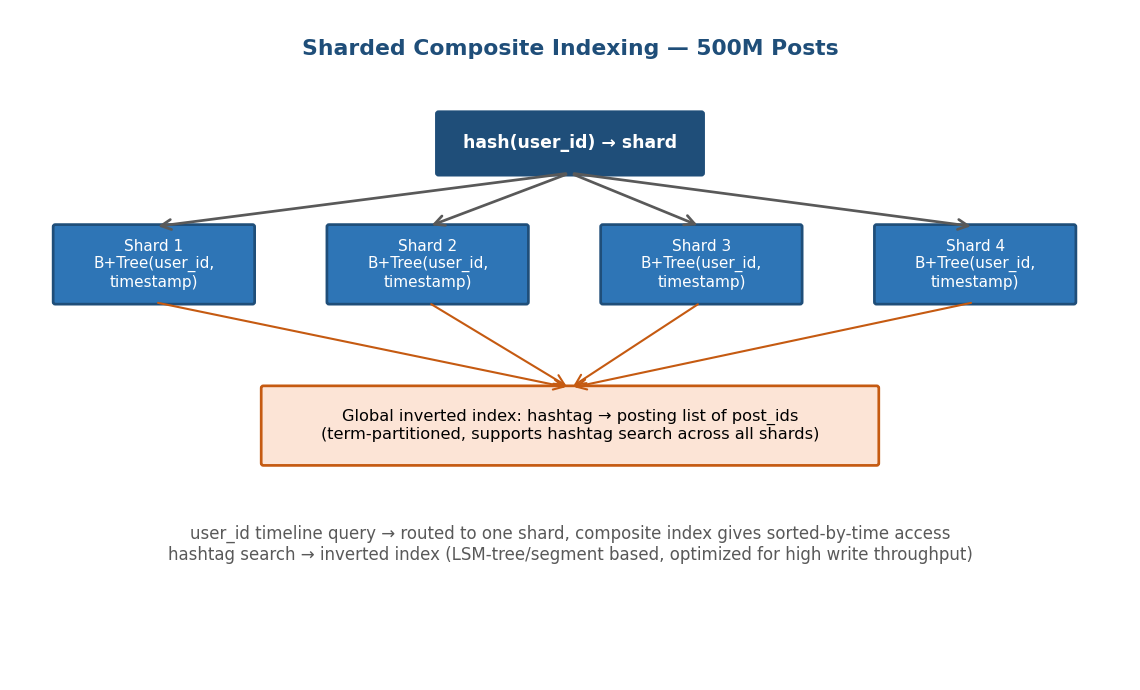 Sharded Composite Indexing — 500M Posts
hash(user_id) → shard
Shard 1
B+Tree(user_id,
timestamp)
Shard 2
B+Tree(user_id,
timestamp)
Shard 3
B+Tree(user_id,
timestamp)
Shard 4
B+Tree(user_id,
timestamp)
Global inverted index: hashtag → posting list of post_ids
(term-partitioned, supports hashtag search across all shards)
user_id timeline query → routed to one shard, composite index gives sorted-by-time access
hashtag search → inverted index (LSM-tree/segment based, optimized for high write throughput)